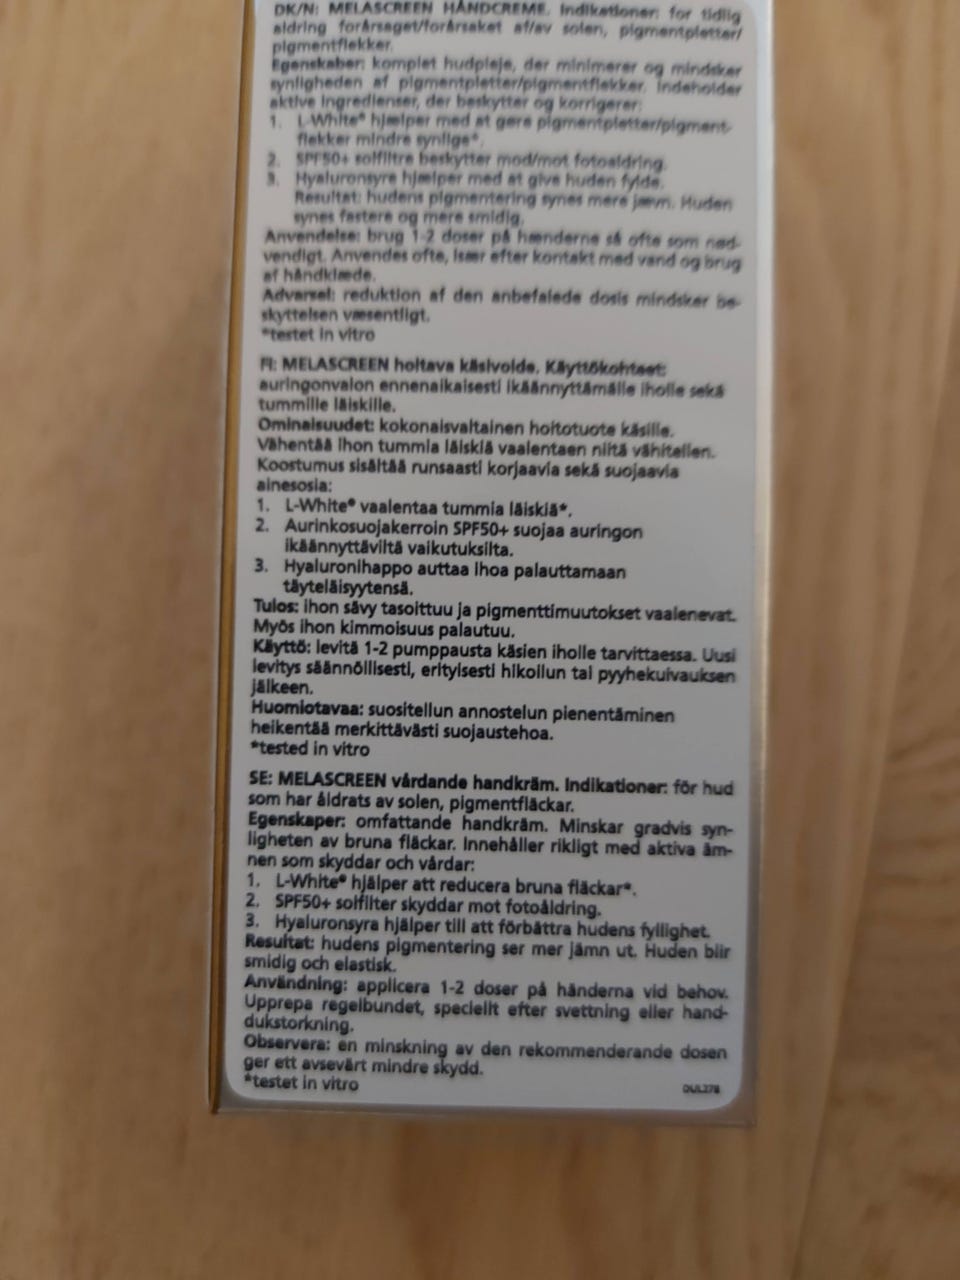 DK/N: MELASCREEN HÅNDCREME. Indikationer: for tidlig
aldring forårsaget/forårsaket af/av solen, pigmentpletter/
pigmentflekker.
Egenskaber: komplet hudpleje, der minimerer og mindsker
synligheden af pigmentpletter/pigmentflekker. Indeholder
aktive ingredienser, der beskytter og korrigerer:
1. L-White® hjælper med at gøre pigmentpletter/pigment-
flekker mindre synlige*.
2. SPF50+ solfiltre beskytter mod/mot fotoaldring.
3. Hyaluronsyre hjælper med at give huden fylde.
Resultat: hudens pigmentering synes mere jævn. Huden
synes fastere og mere smidig.
Anvendelse: brug 1-2 doser på hænderne så ofte som nød-
vendigt. Anvendes ofte, især efter kontakt med vand og brug
af håndklæde.
Advarsel: reduktion af den anbefalede dosis mindsker be-
skyttelsen væsentligt.
*testet in vitro
FI: MELASCREEN hoitava käsivoide. Käyttökohteet:
auringonvalon ennenaikaisesti ikäännyttämälle iholle sekä
tummille läiskille.
Ominaisuudet: kokonaisvaltainen hoitotuote käsille.
Vähentää ihon tummia läiskiä vaalentaen niitä vähitellen.
Koostumus sisältää runsaasti korjaavia sekä suojaavia
ainesosia:
1. L-White® vaalentaa tummia läiskiä*.
2. Aurinkosuojakerroin SPF50+ suojaa auringon
ikäännyttäviltä vaikutuksilta.
3. Hyaluronihappo auttaa ihoa palauttamaan
täyteläisyytensä.
Tulos: ihon sävy tasoittuu ja pigmenttimuutokset vaalenevat.
Myös ihon kimmoisuus palautuu.
Käyttö: levitä 1-2 pumppausta käsien iholle tarvittaessa. Uusi
levitys säännöllisesti, erityisesti hikoilun tai pyyhekuivauksen
jälkeen.
Huomiotavaa: suositellun annostelun pienentäminen
heikentää merkittävästi suojaustehoa.
*tested in vitro
SE: MELASCREEN vårdande handkräm. Indikationer: för hud
som har åldrats av solen, pigmentfläckar.
Egenskaper: omfattande handkräm. Minskar gradvis syn-
ligheten av bruna fläckar. Innehåller rikligt med aktiva äm-
nen som skyddar och vårdar:
1. L-White® hjälper att reducera bruna fläckar*.
2. SPF50+ solfilter skyddar mot fotoåldring.
3. Hyaluronsyra hjälper till att förbättra hudens fyllighet.
Resultat: hudens pigmentering ser mer jämn ut. Huden blir
smidig och elastisk.
Användning: applicera 1-2 doser på händerna vid behov.
Upprepa regelbundet, speciellt efter svettning eller hand-
dukstorkning.
Observera: en minskning av den rekommenderande dosen
ger ett avsevärt mindre skydd.
*testet in vitro
DUL27B